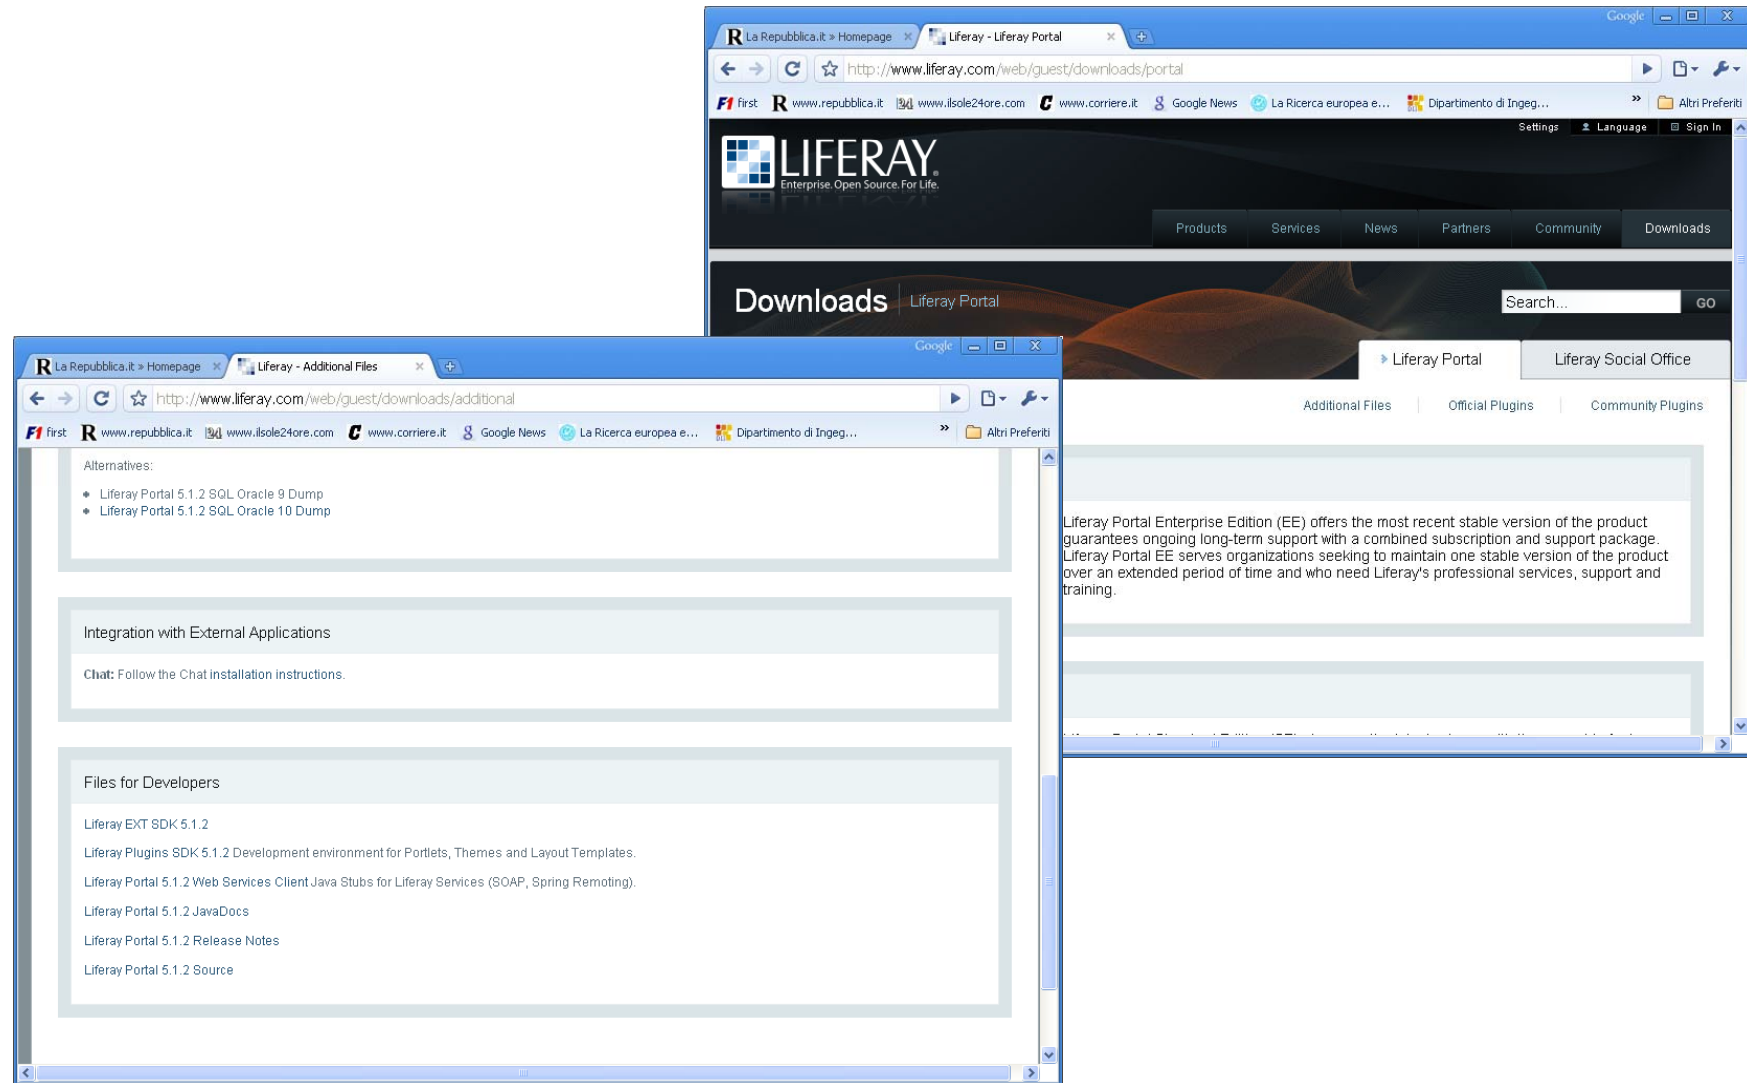 Google
La Repubblica.it » Homepage
Liferay - Liferay Portal
http://www.liferay.com/web/guest/downloads/portal
F1 first
R www.repubblica.it
www.ilsole24ore.com
C www.corriere.it
g Google News
La Ricerca europea e...
Dipartimento di Ingeg...
»
Altri Preferiti
Settings
Language
Sign In
LIFERAY.
Enterprise. Open Source. For Life.
Products
Services
News
Partners
Community
Downloads
Downloads
Liferay Portal
Search...
GO
Liferay Portal
Liferay Social Office
Additional Files
Official Plugins
Community Plugins
Liferay Portal Enterprise Edition (EE) offers the most recent stable version of the product
guarantees ongoing long-term support with a combined subscription and support package.
Liferay Portal EE serves organizations seeking to maintain one stable version of the product
over an extended period of time and who need Liferay's professional services, support and
training.
Google
R La Repubblica.it » Homepage
Liferay - Additional Files
http://www.liferay.com/web/guest/downloads/additional
F1 first
R www.repubblica.it
www.ilsole24ore.com
C www.corriere.it
g Google News
La Ricerca europea e...
Dipartimento di Ingeg...
»
Altri Preferiti
Alternatives:
Liferay Portal 5.1.2 SQL Oracle 9 Dump
Liferay Portal 5.1.2 SQL Oracle 10 Dump
Integration with External Applications
Chat: Follow the Chat installation instructions.
Files for Developers
Liferay EXT SDK 5.1.2
Liferay Plugins SDK 5.1.2 Development environment for Portlets, Themes and Layout Templates.
Liferay Portal 5.1.2 Web Services Client Java Stubs for Liferay Services (SOAP, Spring Remoting).
Liferay Portal 5.1.2 JavaDocs
Liferay Portal 5.1.2 Release Notes
Liferay Portal 5.1.2 Source